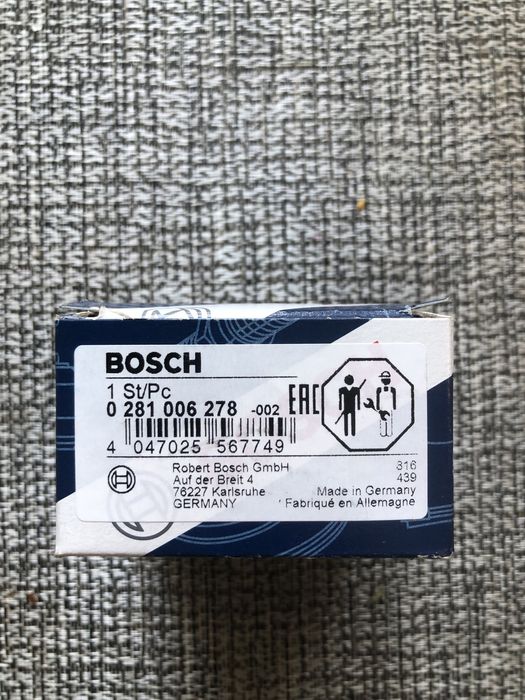 BOSCH
1 St/Pc
0 281 006 278 -002 EAC
4 047025 567749
Robert Bosch GmbH 316
Auf der Breit 4 439
76227 Karlsruhe Made in Germany
GERMANY Fabriqué en Allemagne